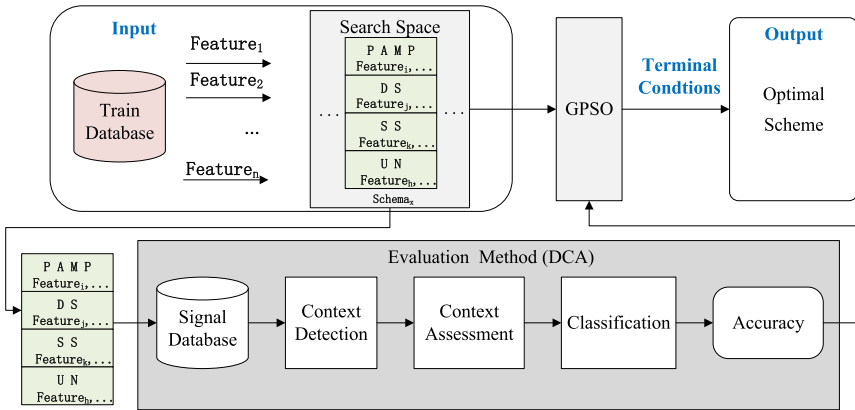 Input
Train
Database
Feature₁
Feature₂
...
Featureₙ
Search Space
P A M P
Featureᵢ,...
D S
Featureⱼ,...
S S
Featureₖ,...
U N
Featureₕ,...
... ...
Schemaₓ
GPSO
Terminal
Condtions
Output
Optimal
Scheme
P A M P
Featureᵢ,...
D S
Featureⱼ,...
S S
Featureₖ,...
U N
Featureₕ,...
Evaluation Method (DCA)
Signal
Database
Context
Detection
Context
Assessment
Classification
Accuracy